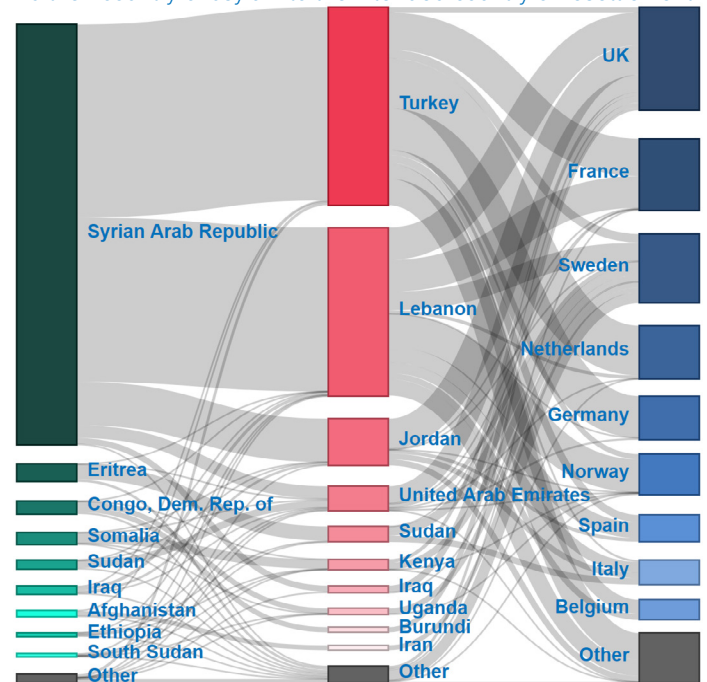 UK
Turkey
France
Syrian Arab Republic
Sweden
Lebanon
Netherlands
Germany
Jordan
Eritrea
Norway
United Arab Emirates
Congo, Dem. Rep. of
Spain
Somalia
Sudan
Sudan
Kenya
Italy
Iraq
Iraq
Afghanistan
Uganda
Belgium
Ethiopia
Burundi
South Sudan
Iran
Other
Other
Other